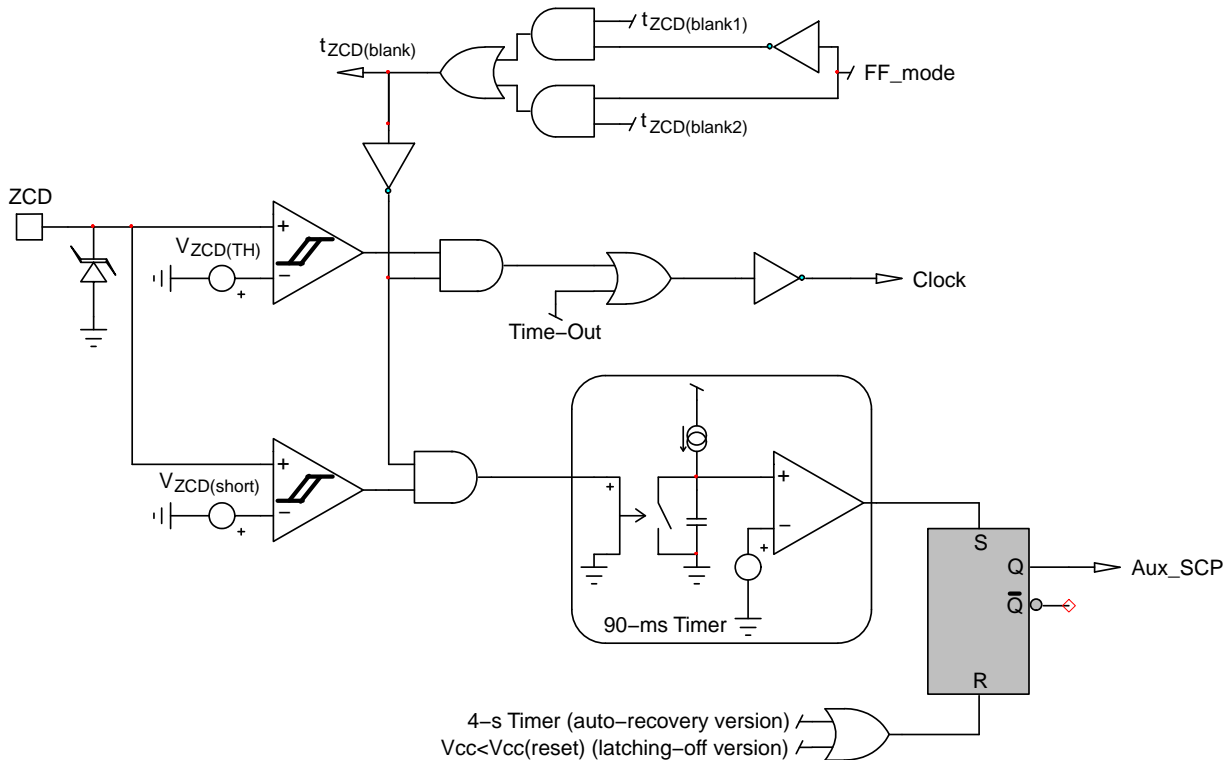 tZCD(blank1)
tZCD(blank)
FF_mode
tZCD(blank2)
ZCD
VZCD(TH)
+
−
+
Clock
Time−Out
VZCD(short)
+
−
+
+
+
−
+
S
Q
Aux_SCP
Q̅
90−ms Timer
R
4−s Timer (auto−recovery version)
Vcc<Vcc(reset) (latching−off version)